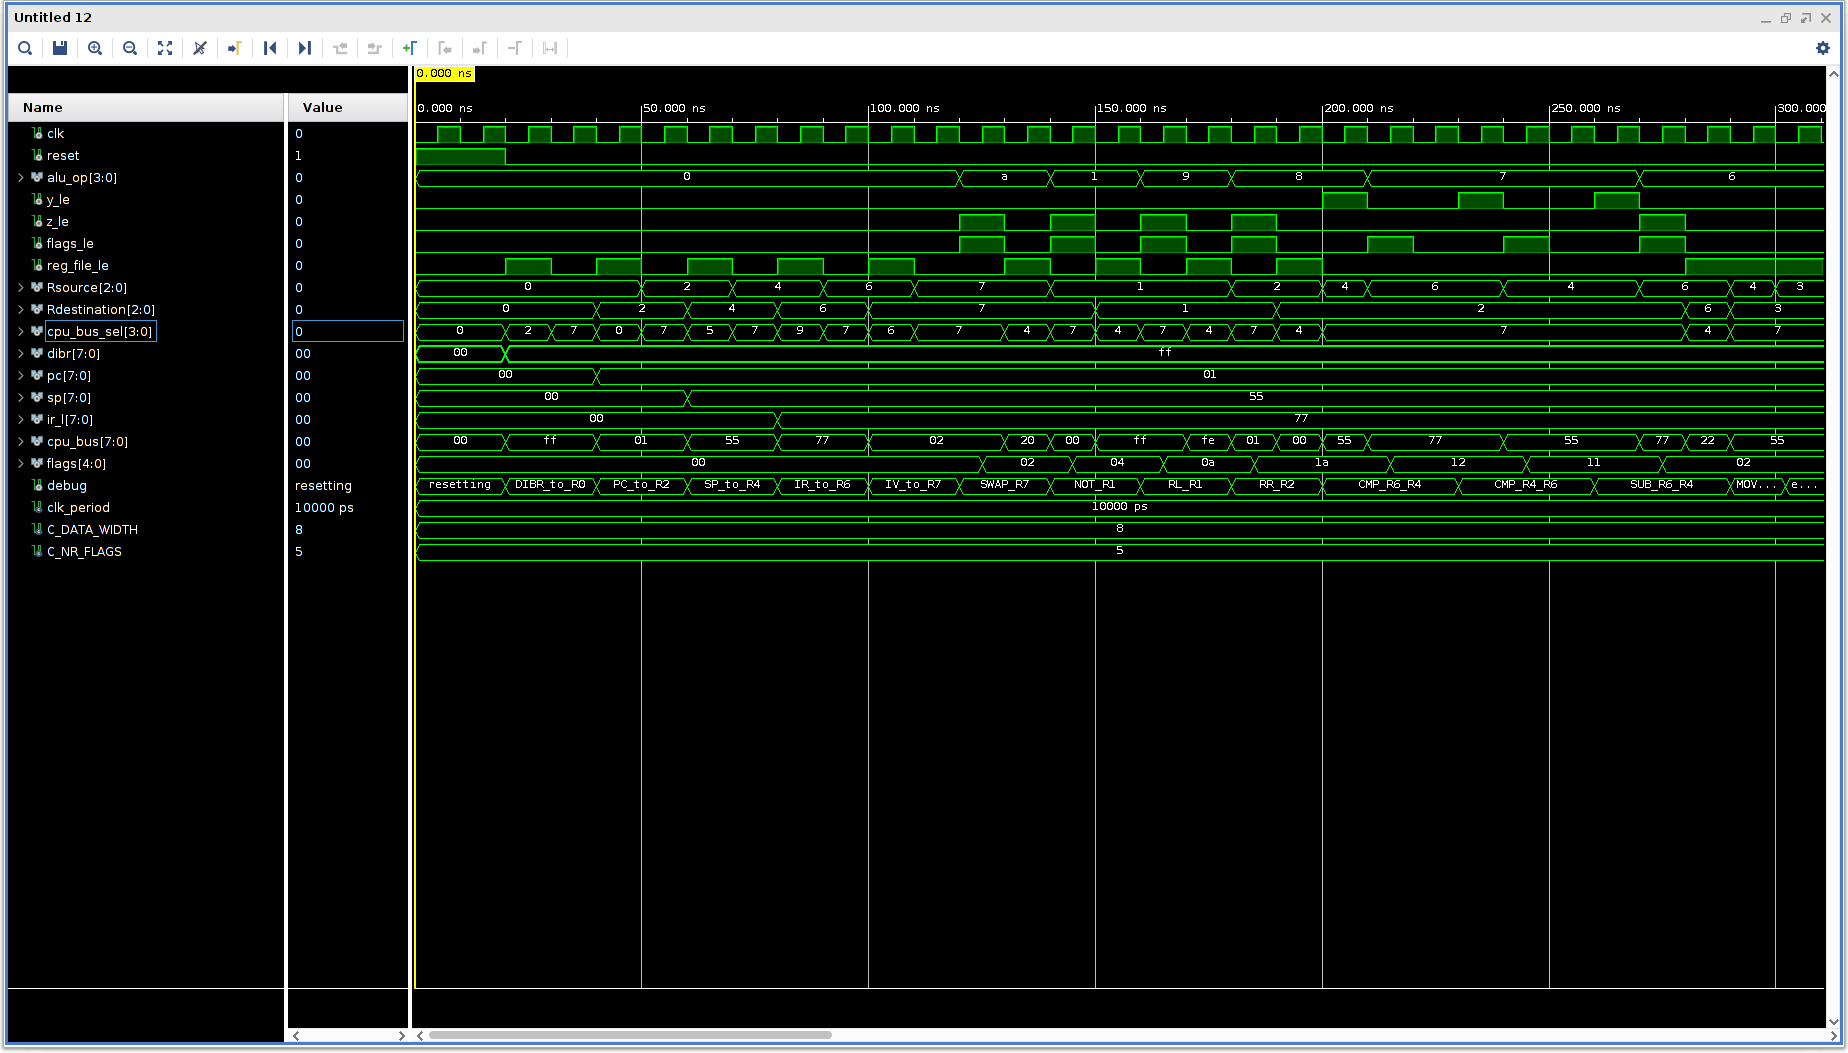 Untitled 12
0.000 ns
Name Value 0.000 ns 50.000 ns 100.000 ns 150.000 ns 200.000 ns 250.000 ns 300.000
clk 0
reset 1
alu_op[3:0] 0 0 a 1 9 8 7 6
y_le 0
z_le 0
flags_le 0
reg_file_le 0
Rsource[2:0] 0 0 2 4 6 7 1 2 4 6 4 6 4 3
Rdestination[2:0] 0 0 2 4 6 7 1 2 6 3
cpu_bus_sel[3:0] 0 0 2 7 0 7 5 7 9 7 6 7 4 7 4 7 4 7 4 7 4 7
dibr[7:0] 00 00 ff
pc[7:0] 00 00 01
sp[7:0] 00 00 55
ir_l[7:0] 00 00 77
cpu_bus[7:0] 00 00 ff 01 55 77 02 20 00 ff fe 01 00 55 77 55 77 22 55
flags[4:0] 00 00 02 04 0a 1a 12 11 02
debug resetting resetting DIBR_to_R0 PC_to_R2 SP_to_R4 IR_to_R6 IV_to_R7 SWAP_R7 NOT_R1 RL_R1 RR_R2 CMP_R6_R4 CMP_R4_R6 SUB_R6_R4 MOV... e...
clk_period 10000 ps 10000 ps
C_DATA_WIDTH 8 8
C_NR_FLAGS 5 5